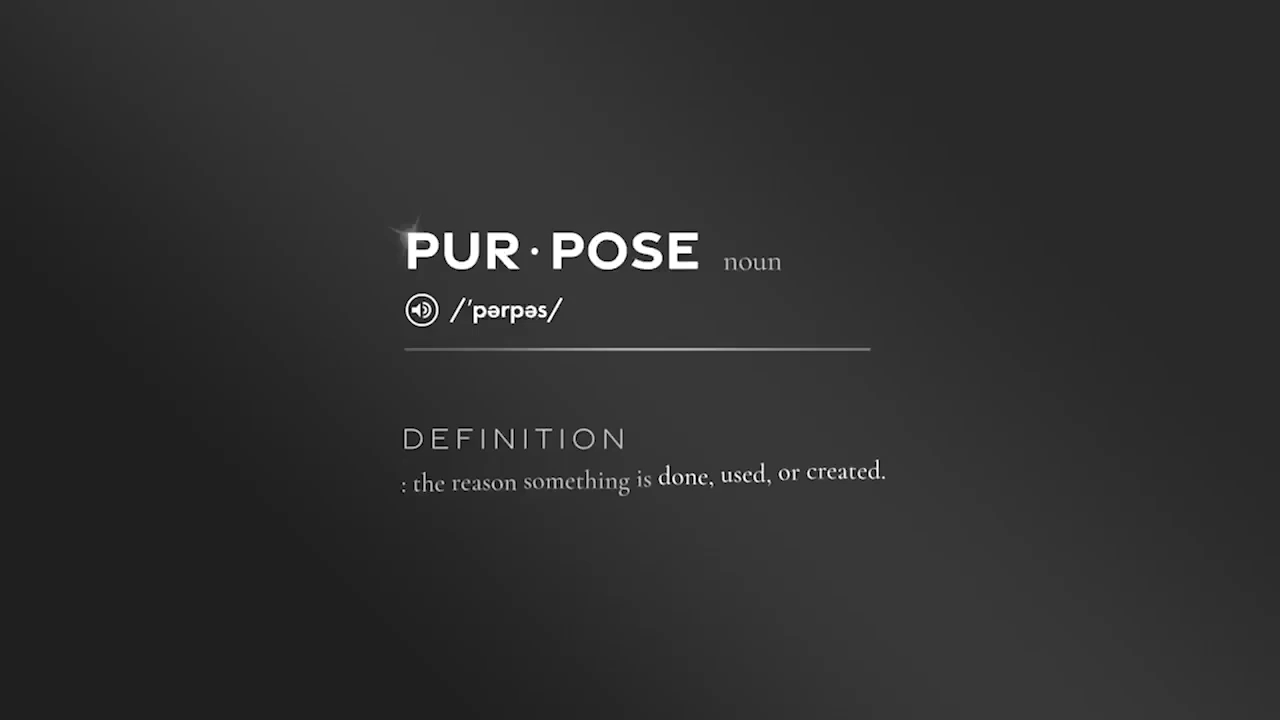 PUR·POSE noun
/ˈpərpəs/
DEFINITION
: the reason something is done, used, or created.